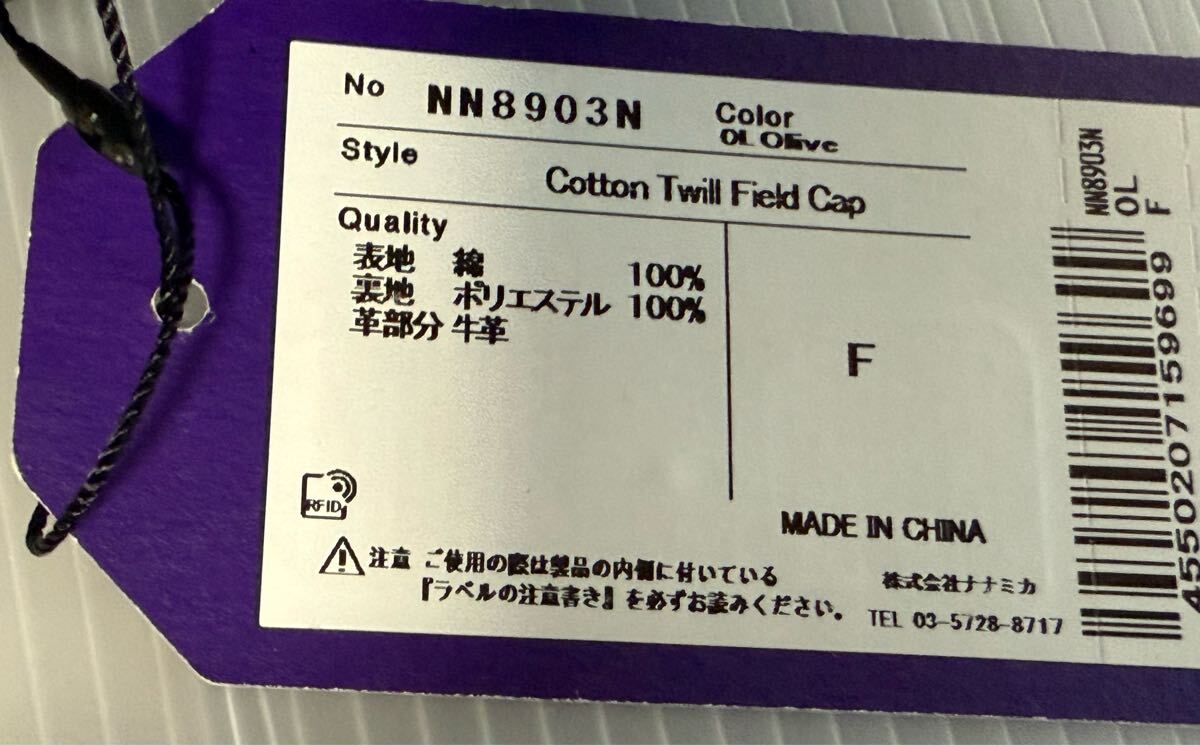 No NN8903N Color
OL Olive
Style
Cotton Twill Field Cap
Quality
表地 綿 100%
裏地 ポリエステル 100%
革部分 牛革
F
RFID
MADE IN CHINA
注意 ご使用の際は製品の内側に付いている
『ラベルの注意書き』を必ずお読みください。
株式会社ナナミカ
TEL 03-5728-8717
NN8903N
OL
F
4550207159699